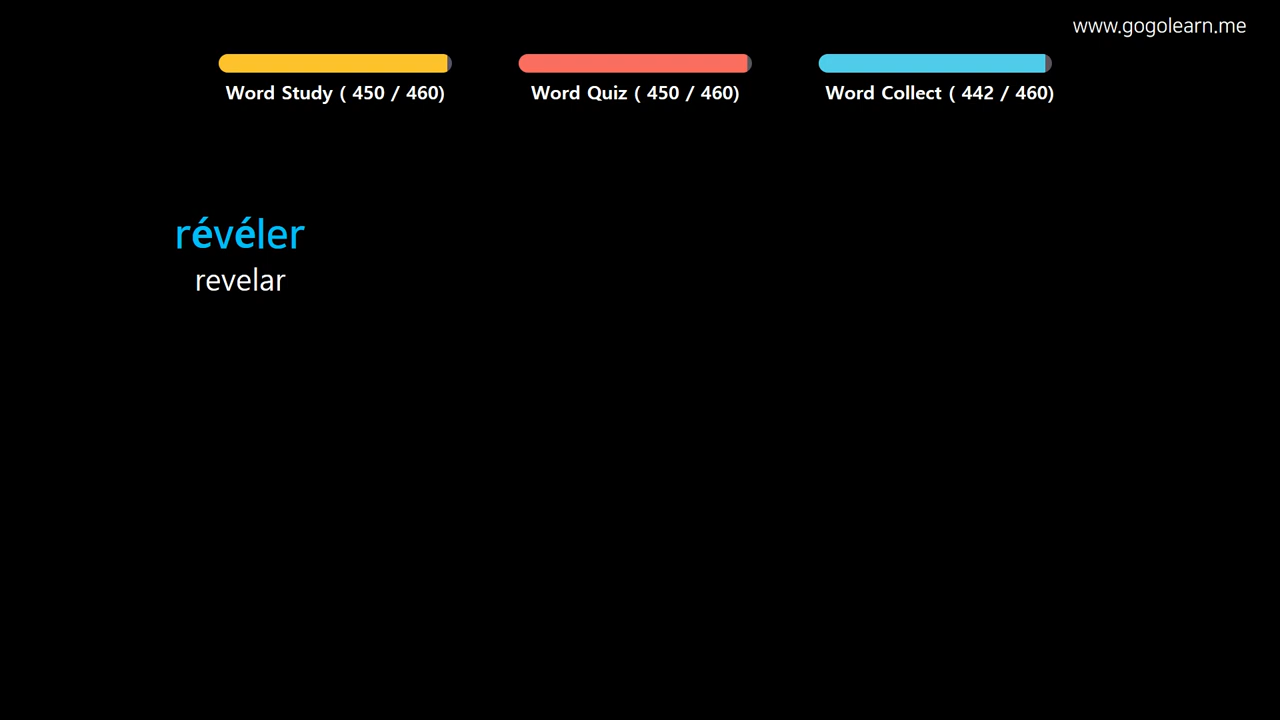 www.gogolearn.me
Word Study ( 450 / 460)
Word Quiz ( 450 / 460)
Word Collect ( 442 / 460)
révéler
revelar